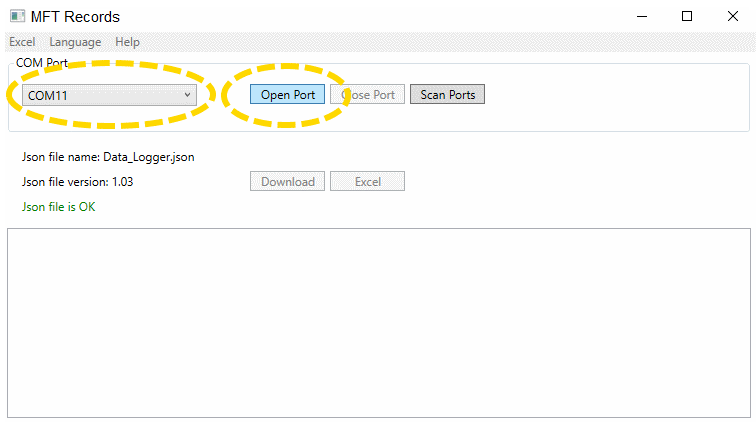 MFT Records
Excel Language Help
COM Port
COM11 Open Port Close Port Scan Ports
Json file name: Data_Logger.json
Json file version: 1.03 Download Excel
Json file is OK